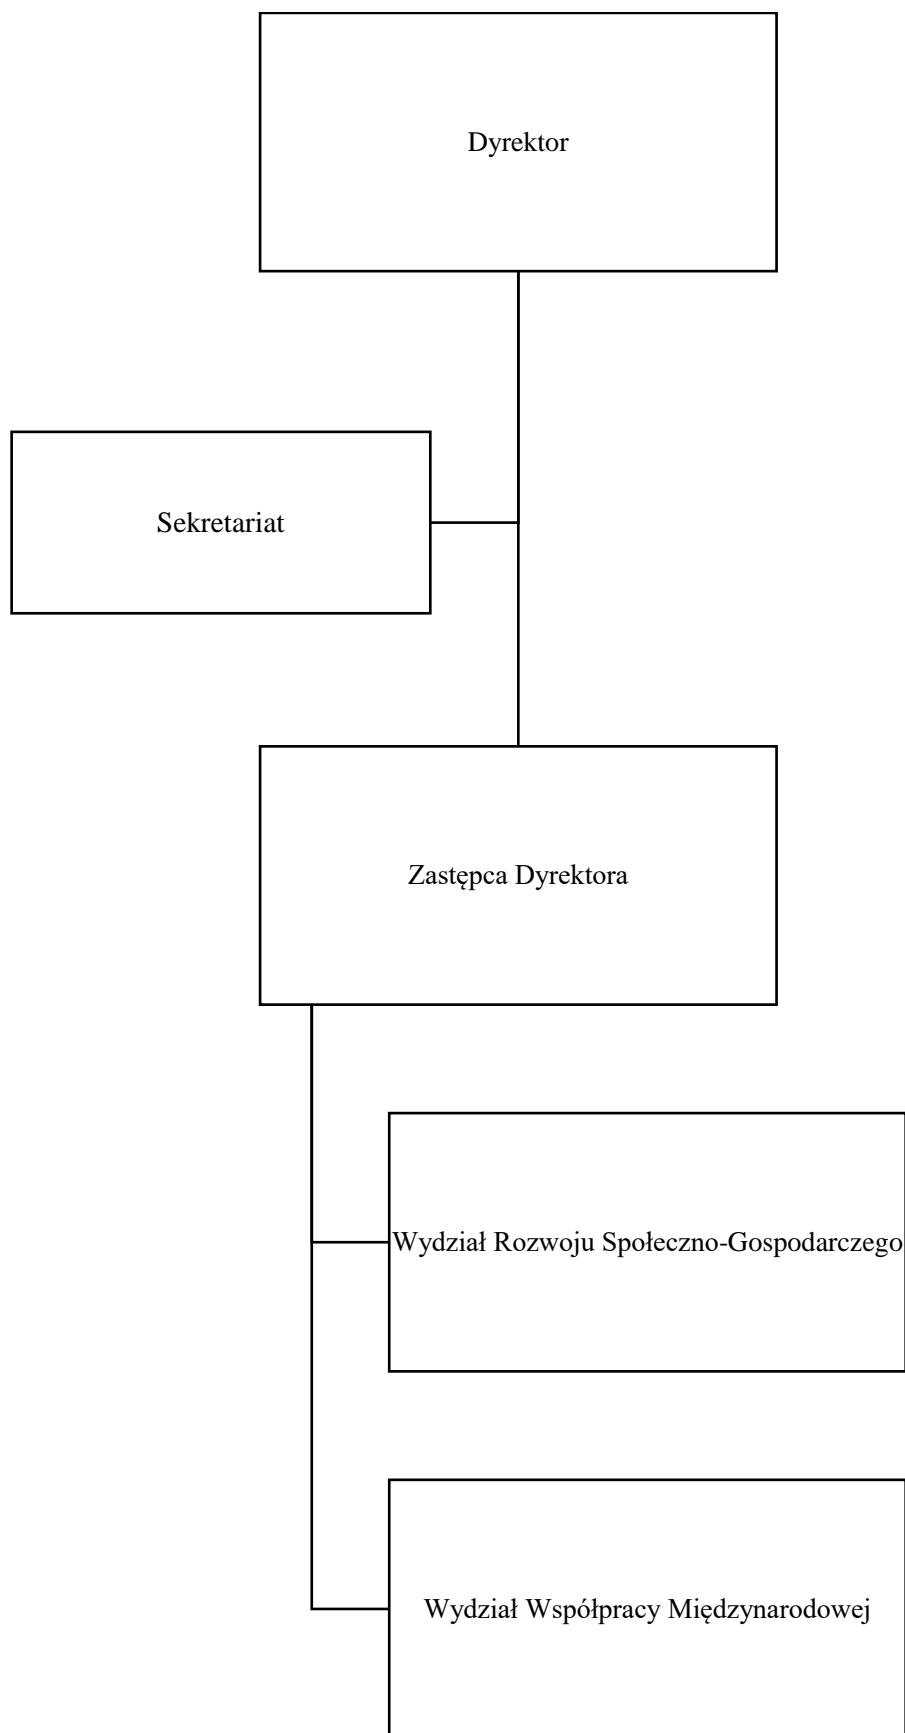 Dyrektor
Sekretariat
Zastępca Dyrektora
Wydział Rozwoju Społeczno-Gospodarczego
Wydział Współpracy Międzynarodowej